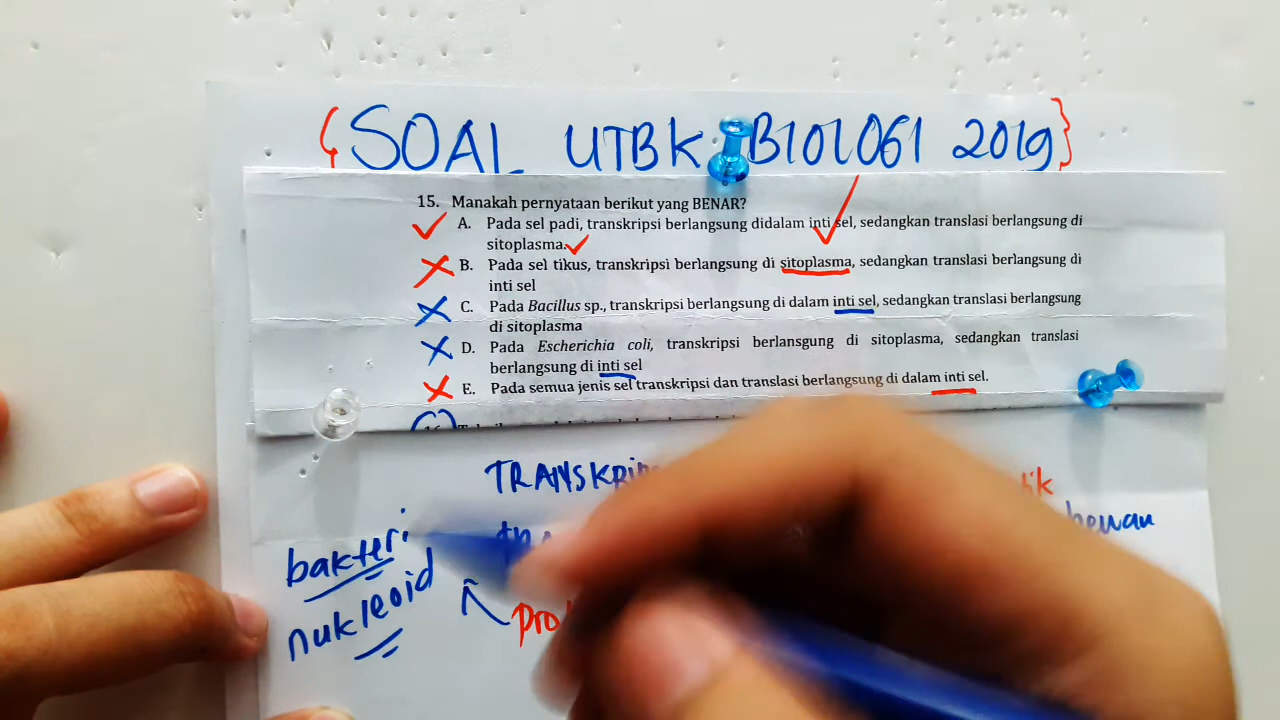 SOAL UTBK BIOLOGI 2019
15. Manakah pernyataan berikut yang BENAR?
A. Pada sel padi, transkripsi berlangsung didalam inti sel, sedangkan translasi berlangsung di
sitoplasma.
B. Pada sel tikus, transkripsi berlangsung di sitoplasma, sedangkan translasi berlangsung di
inti sel
C. Pada Bacillus sp., transkripsi berlangsung di dalam inti sel, sedangkan translasi berlangsung
di sitoplasma
D. Pada Escherichia coli, transkripsi berlansgung di sitoplasma, sedangkan translasi
berlangsung di inti sel
E. Pada semua jenis sel transkripsi dan translasi berlangsung di dalam inti sel.
bakteri
nukleoid